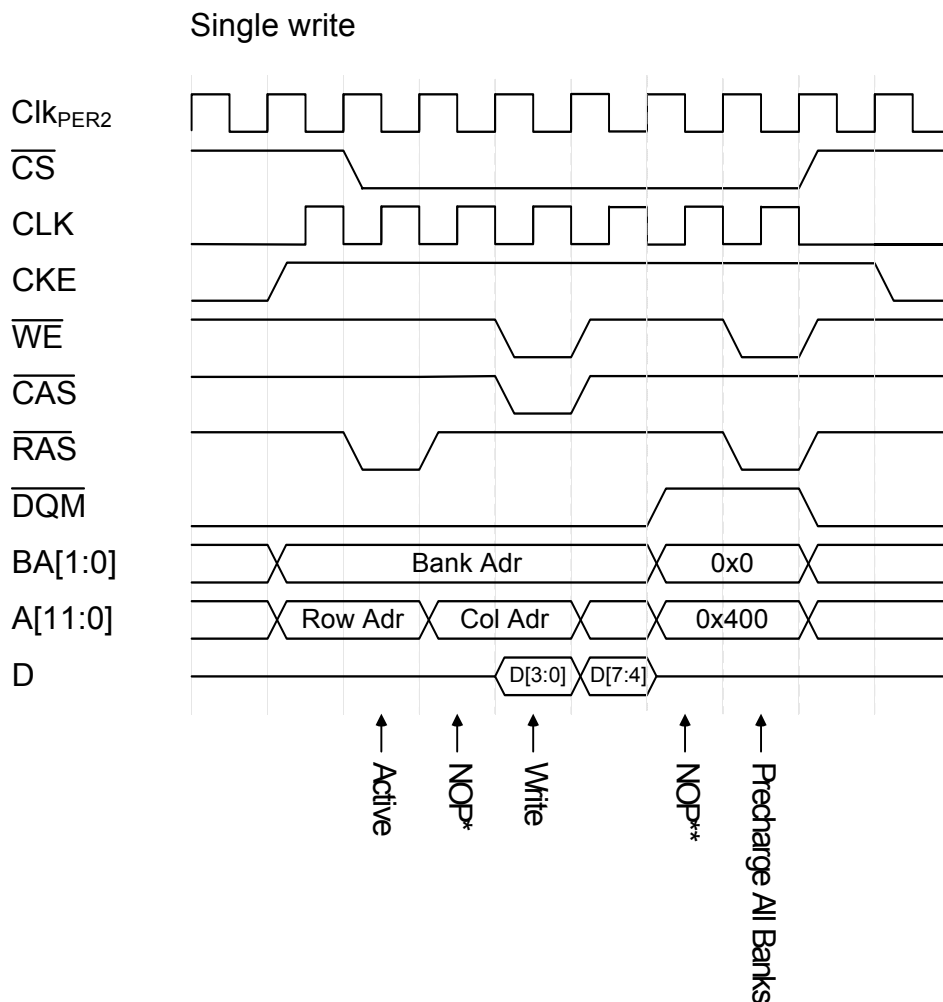 Single write
ClkPER2
CS
CLK
CKE
WE
CAS
RAS
DQM
BA[1:0] Bank Adr 0x0
A[11:0] Row Adr Col Adr 0x400
D D[3:0] D[7:4]
Active
NOP*
Write
NOP**
Precharge All Banks